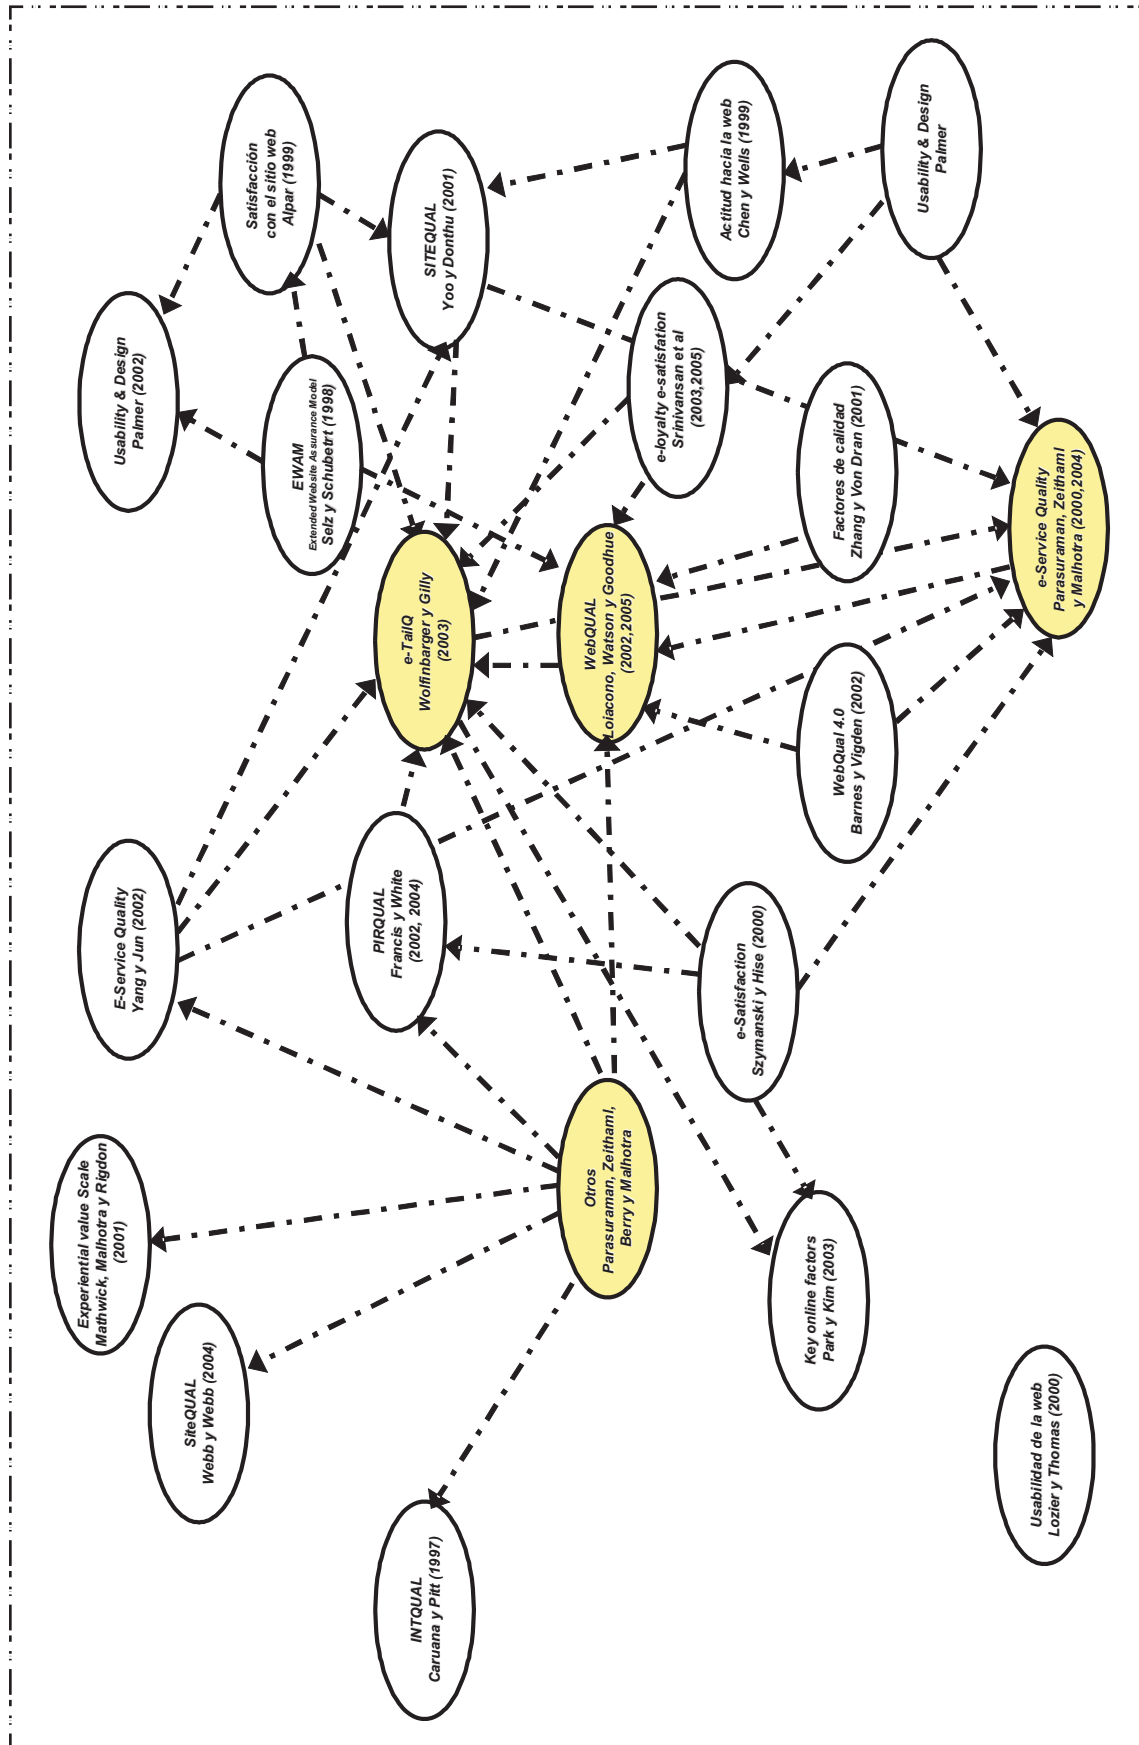 Usability & Design
Palmer (2002)
Satisfacción
con el sitio web
Alpar (1999)
EWAM
Extended Website Assurance Model
Selz y Schubetrt (1998)
SITEQUAL
Yoo y Donthu (2001)
Actitud hacia la web
Chen y Wells (1999)
Usability & Design
Palmer
e-loyalty e-satisfation
Srinivansan et al
(2003,2005)
Factores de calidad
Zhang y Von Dran (2001)
e-Service Quality
Parasuraman, Zeithaml
y Malhotra (2000,2004)
e-TailQ
Wolfinbarger y Gilly
(2003)
WebQUAL
Loiacono, Watson y Goodhue
(2002,2005)
WebQual 4.0
Barnes y Vigden (2002)
E-Service Quality
Yang y Jun (2002)
PIRQUAL
Francis y White
(2002, 2004)
e-Satisfaction
Szymanski y Hise (2000)
Experiential value Scale
Mathwick, Malhotra y Rigdon
(2001)
SiteQUAL
Webb y Webb (2004)
Otros
Parasuraman, Zeithaml,
Berry y Malhotra
Key online factors
Park y Kim (2003)
INTQUAL
Caruana y Pitt (1997)
Usabilidad de la web
Lozier y Thomas (2000)